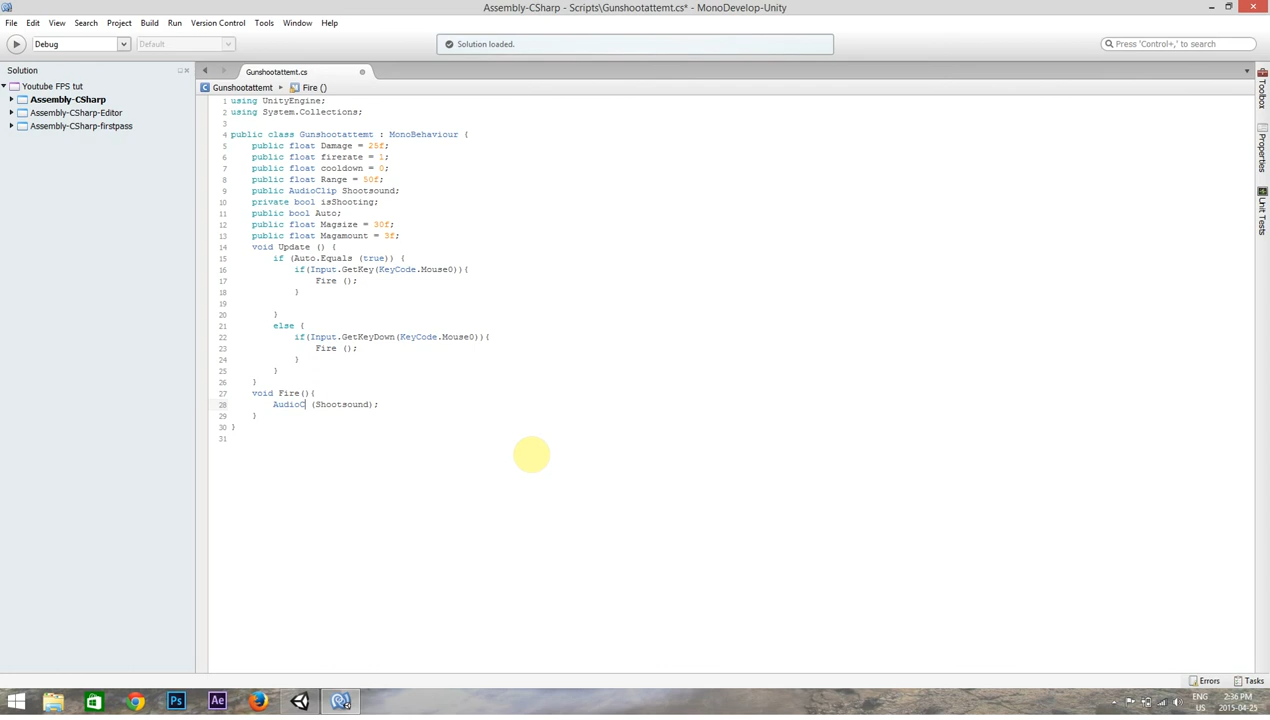 Assembly-CSharp - Scripts\Gunshootattemt.cs* - MonoDevelop-Unity
File Edit View Search Project Build Run Version Control Tools Window Help
Debug Default Solution loaded. Press 'Control+,' to search
Solution Gunshootattemt.cs
Gunshootattemt Fire ()
Youtube FPS tut
Assembly-CSharp
Assembly-CSharp-Editor
Assembly-CSharp-firstpass
1 using UnityEngine;
2 using System.Collections;
3
4 public class Gunshootattemt : MonoBehaviour {
5 public float Damage = 25f;
6 public float firerate = 1;
7 public float cooldown = 0;
8 public float Range = 50f;
9 public AudioClip Shootsound;
10 private bool isShooting;
11 public bool Auto;
12 public float Magsize = 30f;
13 public float Magamount = 3f;
14 void Update () {
15 if (Auto.Equals (true)) {
16 if(Input.GetKey(KeyCode.Mouse0)){
17 Fire ();
18 }
19
20 }
21 else {
22 if(Input.GetKeyDown(KeyCode.Mouse0)){
23 Fire ();
24 }
25 }
26 }
27 void Fire(){
28 AudioC (Shootsound);
29 }
30 }
31
Toolbox
Properties
Unit Tests
Errors Tasks
Ps Ae
ENG
US
2:36 PM
2015-04-25